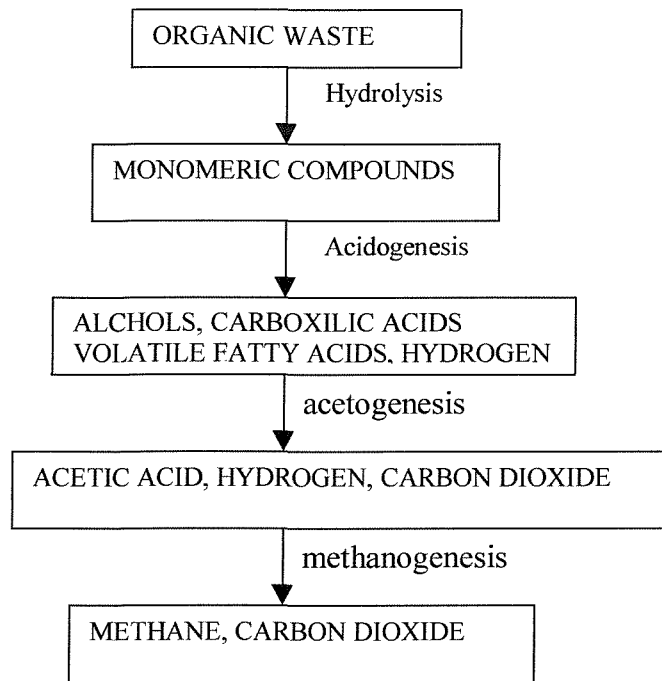 ORGANIC WASTE
Hydrolysis
MONOMERIC COMPOUNDS
Acidogenesis
ALCHOLS, CARBOXILIC ACIDS
VOLATILE FATTY ACIDS, HYDROGEN
acetogenesis
ACETIC ACID, HYDROGEN, CARBON DIOXIDE
methanogenesis
METHANE, CARBON DIOXIDE